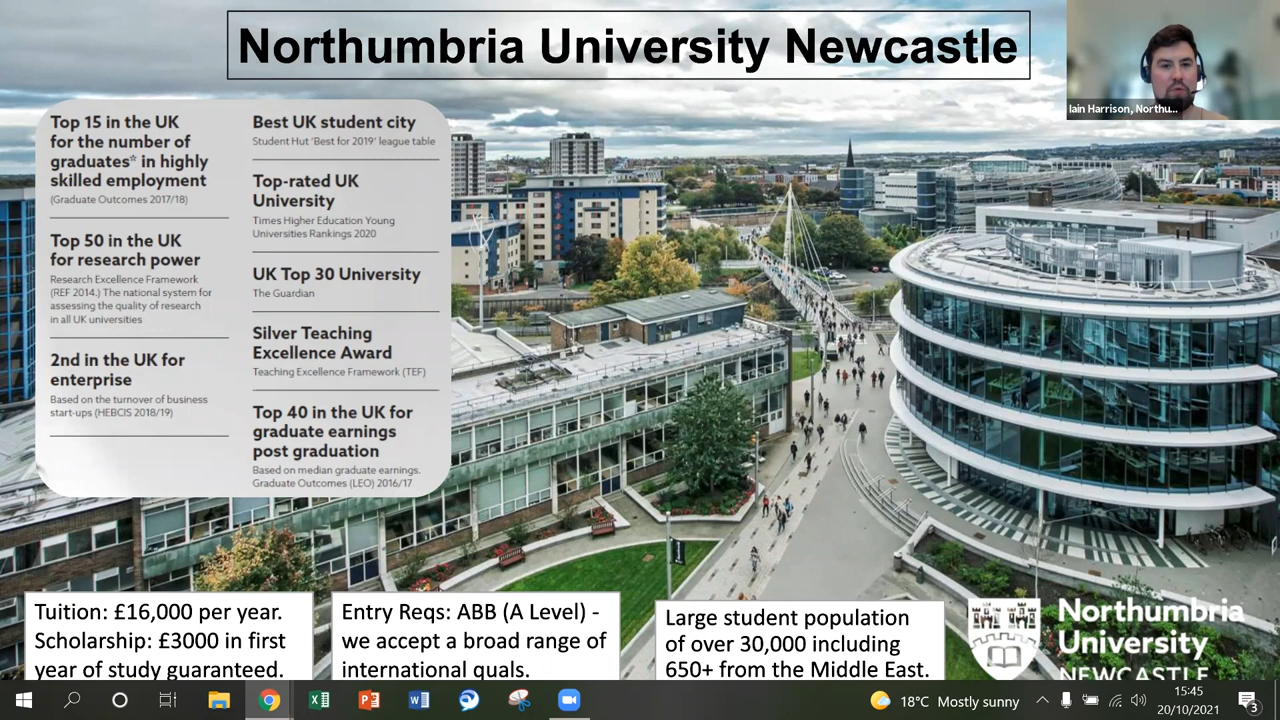 Northumbria University Newcastle
Iain Harrison, Northu...
Top 15 in the UK
for the number of
graduates* in highly
skilled employment
(Graduate Outcomes 2017/18)
Top 50 in the UK
for research power
Research Excellence Framework
(REF 2014.) The national system for
assessing the quality of research
in all UK universities
2nd in the UK for
enterprise
Based on the turnover of business
start-ups (HEBCIS 2018/19)
Best UK student city
Student Hut 'Best for 2019' league table
Top-rated UK
University
Times Higher Education Young
Universities Rankings 2020
UK Top 30 University
The Guardian
Silver Teaching
Excellence Award
Teaching Excellence Framework (TEF)
Top 40 in the UK for
graduate earnings
post graduation
Based on median graduate earnings.
Graduate Outcomes (LEO) 2016/17
Tuition: £16,000 per year.
Scholarship: £3000 in first
year of study guaranteed.
Entry Reqs: ABB (A Level) -
we accept a broad range of
international quals.
Large student population
of over 30,000 including
650+ from the Middle East.
Northumbria
University
NEWCASTLE
18°C Mostly sunny
15:45
20/10/2021
3